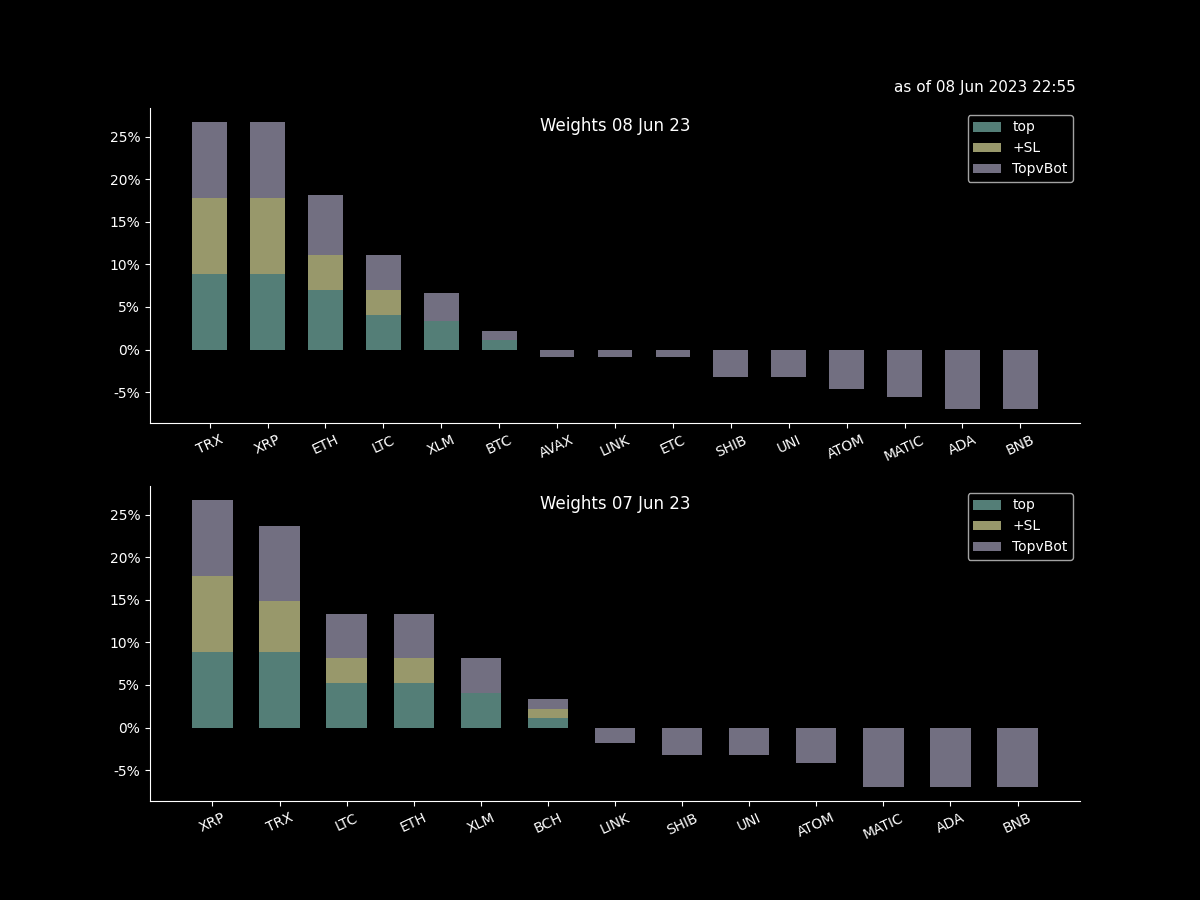 as of 08 Jun 2023 22:55
Weights 08 Jun 23
top
+SL
TopvBot
25%
20%
15%
10%
5%
0%
-5%
TRX XRP ETH LTC XLM BTC AVAX LINK ETC SHIB UNI ATOM MATIC ADA BNB
Weights 07 Jun 23
top
+SL
TopvBot
25%
20%
15%
10%
5%
0%
-5%
XRP TRX LTC ETH XLM BCH LINK SHIB UNI ATOM MATIC ADA BNB